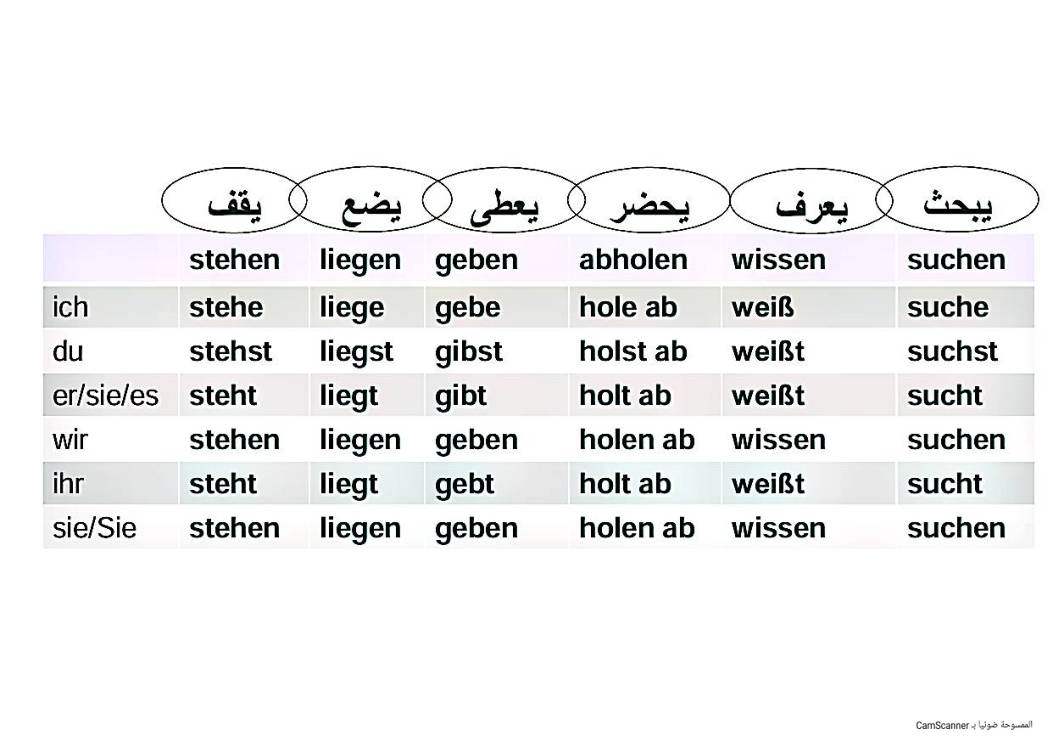 يقف يضع يعطى يحضر يعرف يبحث
stehen liegen geben abholen wissen suchen
ich stehe liege gebe hole ab weiß suche
du stehst liegst gibst holst ab weißt suchst
er/sie/es steht liegt gibt holt ab weißt sucht
wir stehen liegen geben holen ab wissen suchen
ihr steht liegt gebt holt ab weißt sucht
sie/Sie stehen liegen geben holen ab wissen suchen
الممسوحة ضوئيا بـ CamScanner